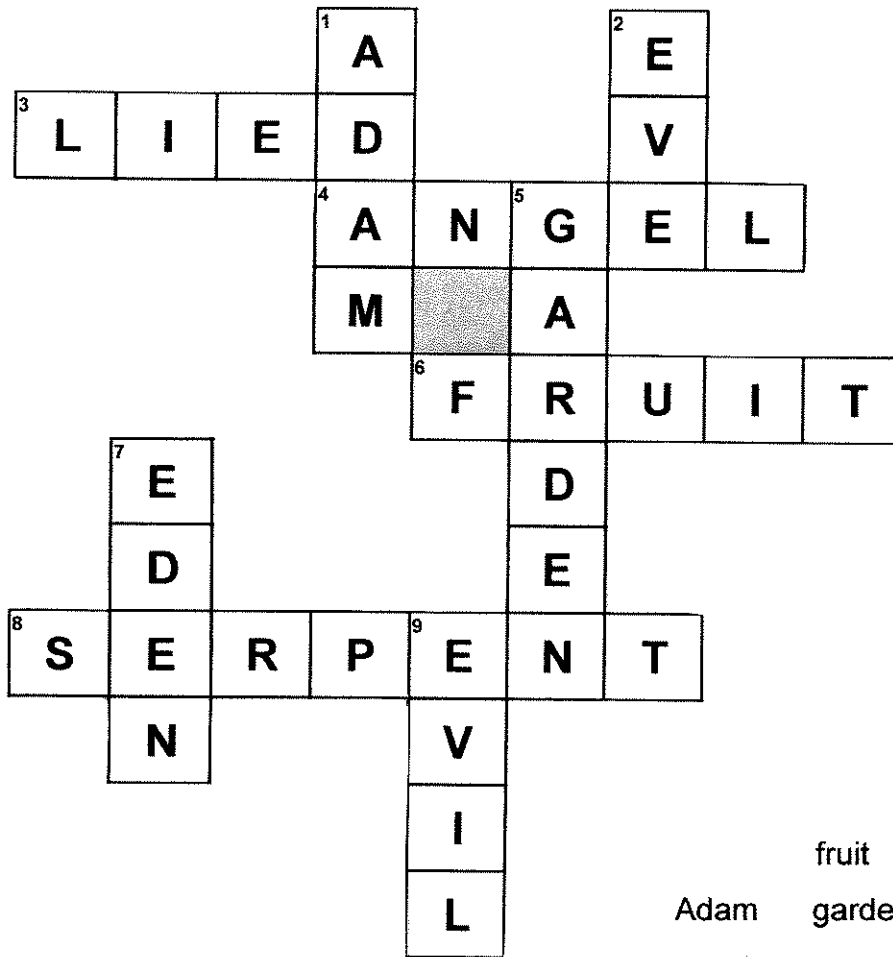 1 A 2 E
3 L I E D V
4 A N 5 G E L
M A
6 F R U I T
7 E D
D E
8 S E R P 9 E N T
N V
I
fruit
L
Adam garde